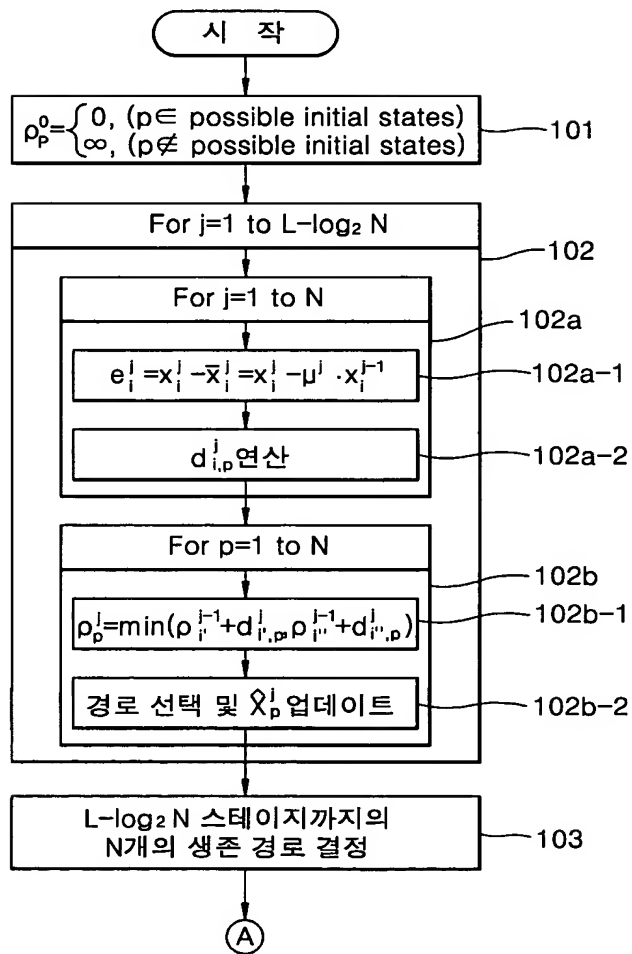 시 작
ρ_p^0={0, (p∈ possible initial states)
∞, (p∉ possible initial states)
101
For j=1 to L-log₂ N
102
For j=1 to N
102a
e_i^j=x_i^j-x̄_i^j=x_i^j-μ^j·x_i^{j-1}
102a-1
d_{i,p}^j연산
102a-2
For p=1 to N
102b
ρ_p^j=min(ρ_{i'}^{j-1}+d_{i',p}^j, ρ_{i''}^{j-1}+d_{i'',p}^j)
102b-1
경로 선택 및 x̂_p^j업데이트
102b-2
L-log₂ N 스테이지까지의
N개의 생존 경로 결정
103
A